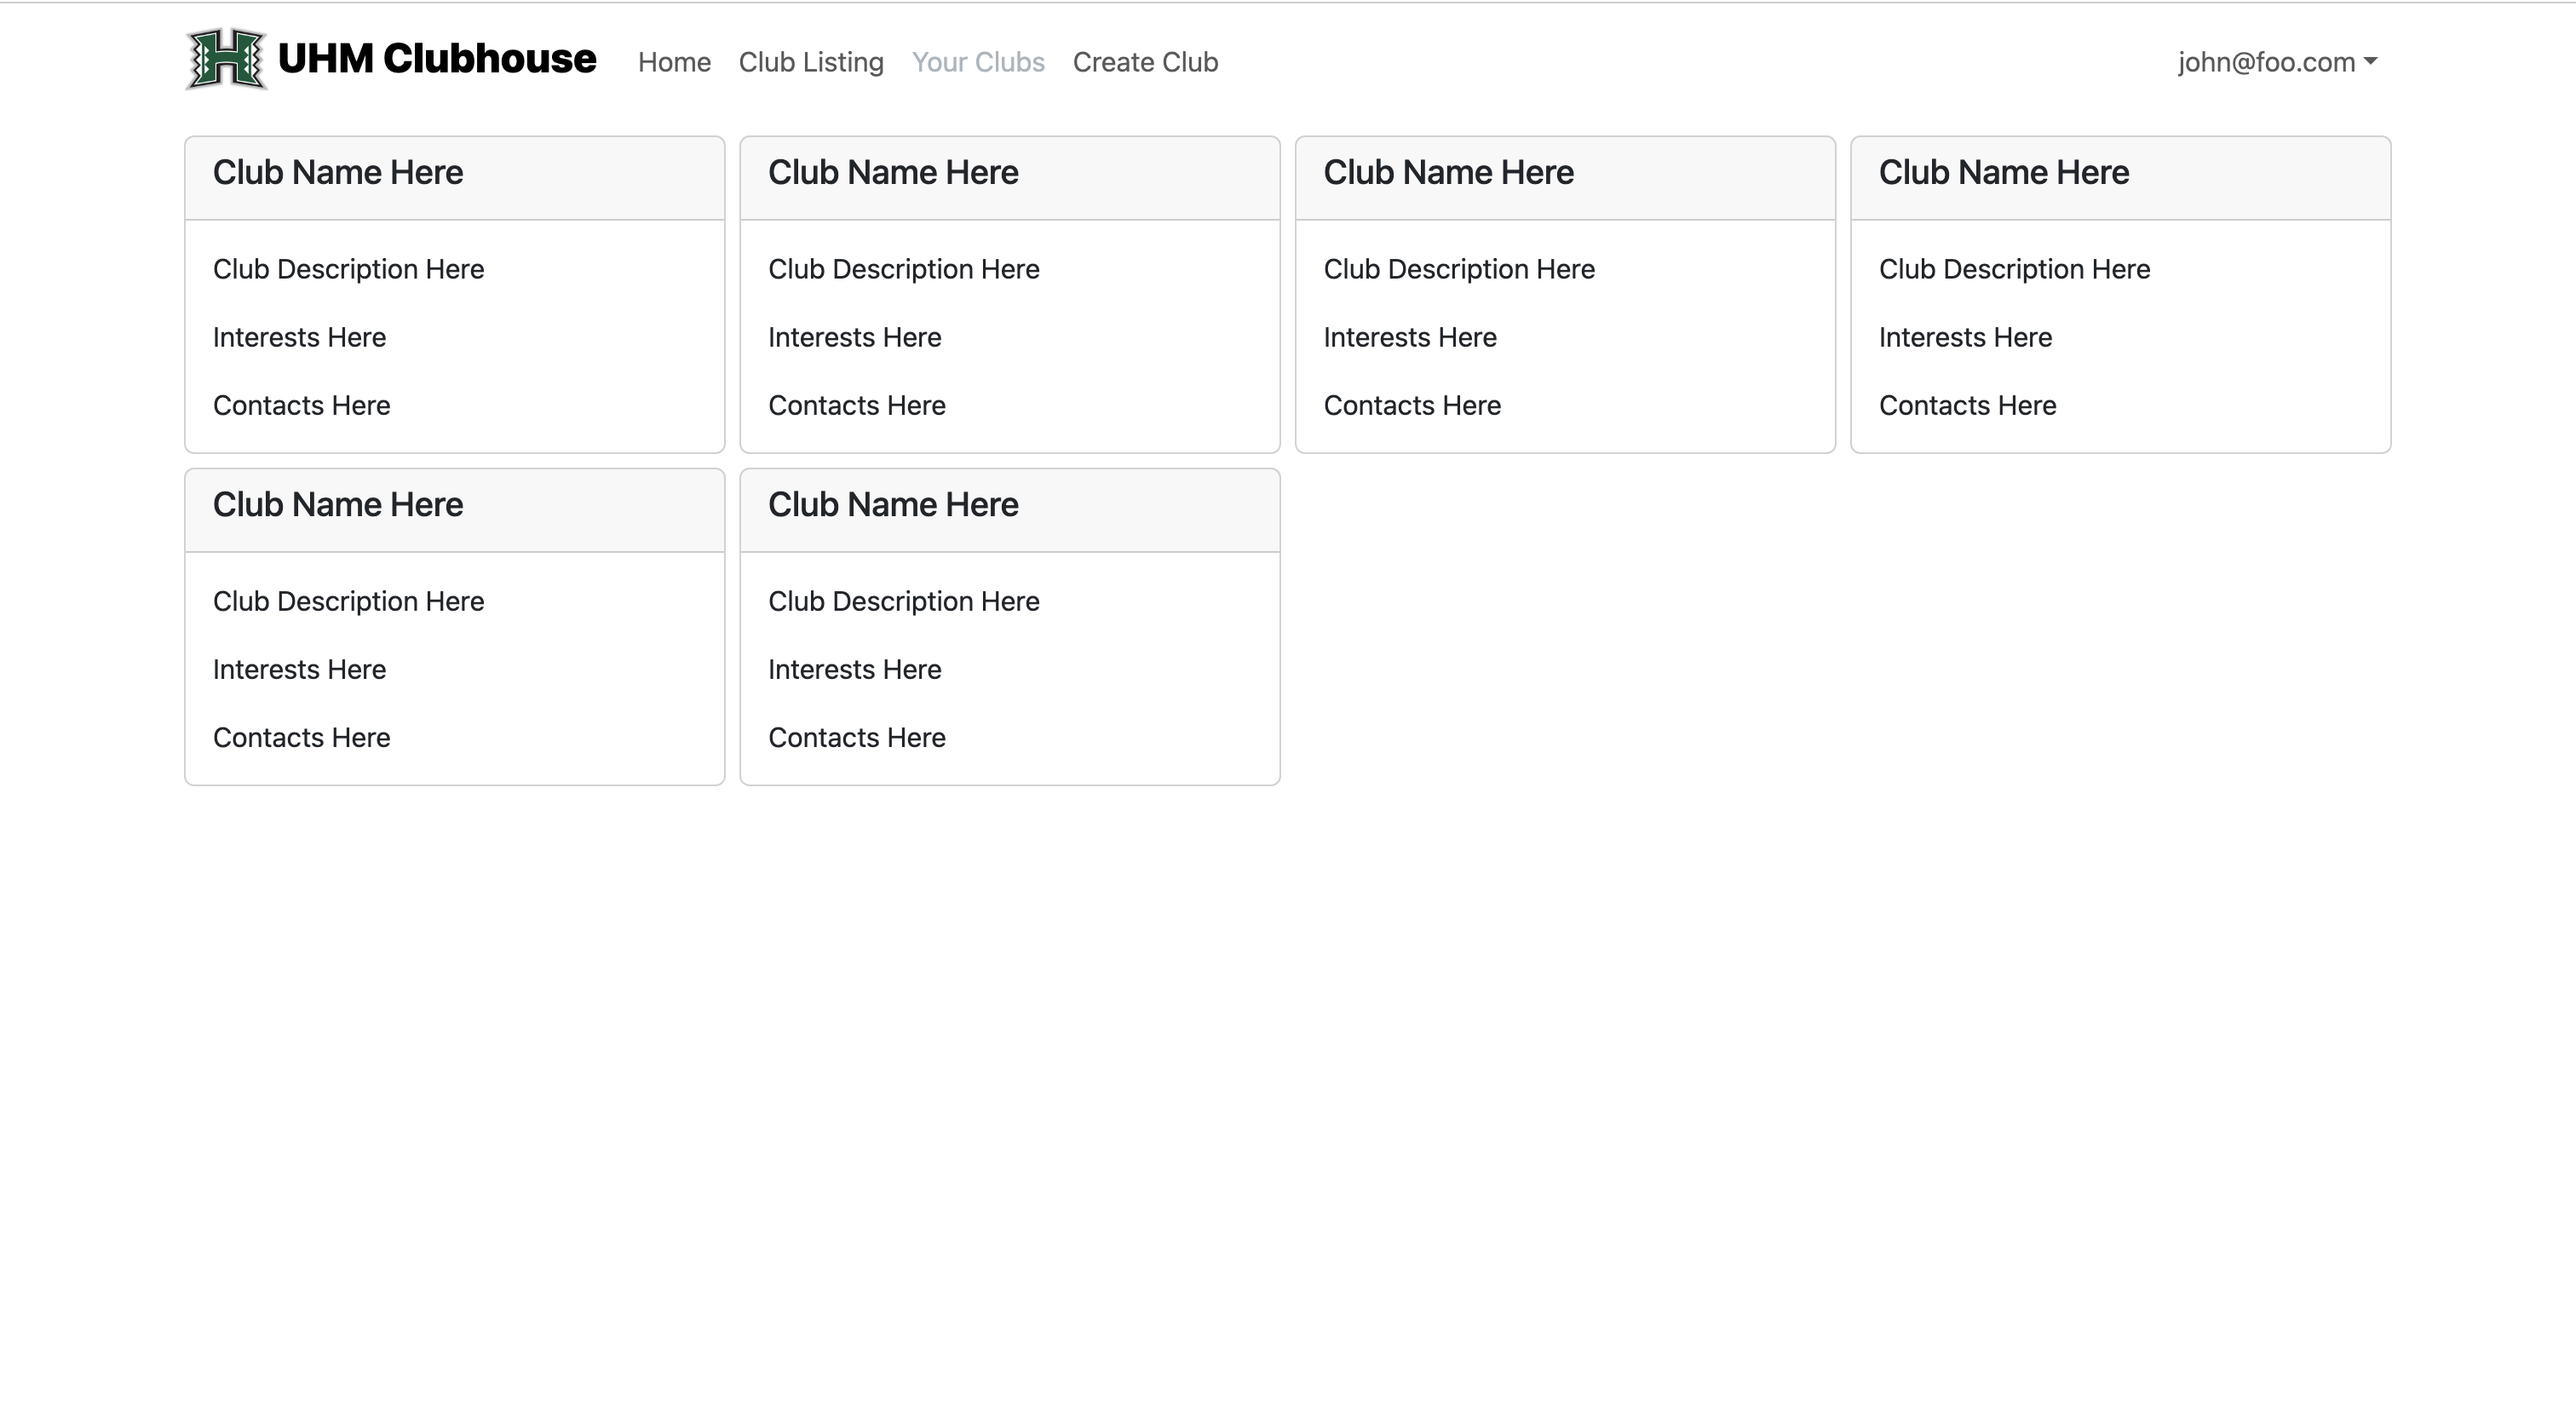 H UHM Clubhouse Home Club Listing Your Clubs Create Club john@foo.com
Club Name Here Club Name Here Club Name Here Club Name Here
Club Description Here Club Description Here Club Description Here Club Description Here
Interests Here Interests Here Interests Here Interests Here
Contacts Here Contacts Here Contacts Here Contacts Here
Club Name Here Club Name Here
Club Description Here Club Description Here
Interests Here Interests Here
Contacts Here Contacts Here